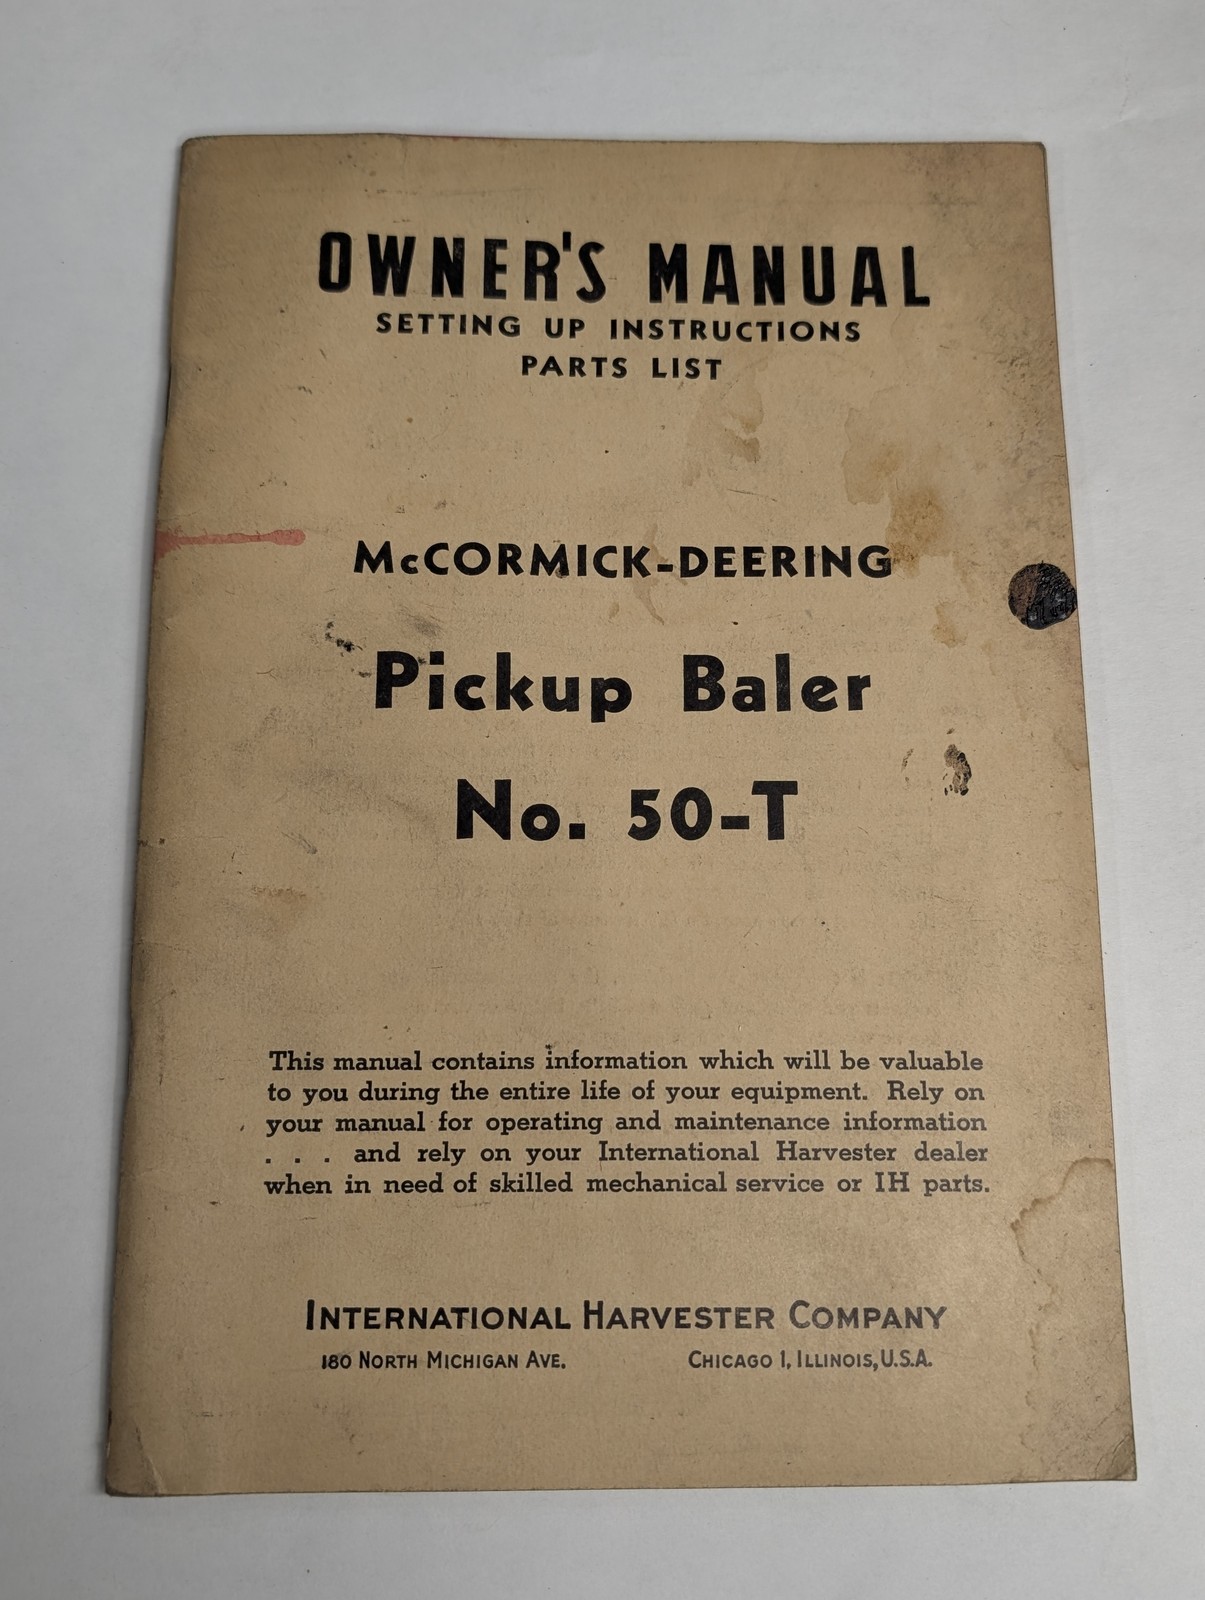 OWNER'S MANUAL
SETTING UP INSTRUCTIONS
PARTS LIST
McCORMICK-DEERING
Pickup Baler
No. 50-T
This manual contains information which will be valuable
to you during the entire life of your equipment. Rely on
your manual for operating and maintenance information
. . . and rely on your International Harvester dealer
when in need of skilled mechanical service or IH parts.
INTERNATIONAL HARVESTER COMPANY
180 NORTH MICHIGAN AVE. CHICAGO 1, ILLINOIS, U.S.A.